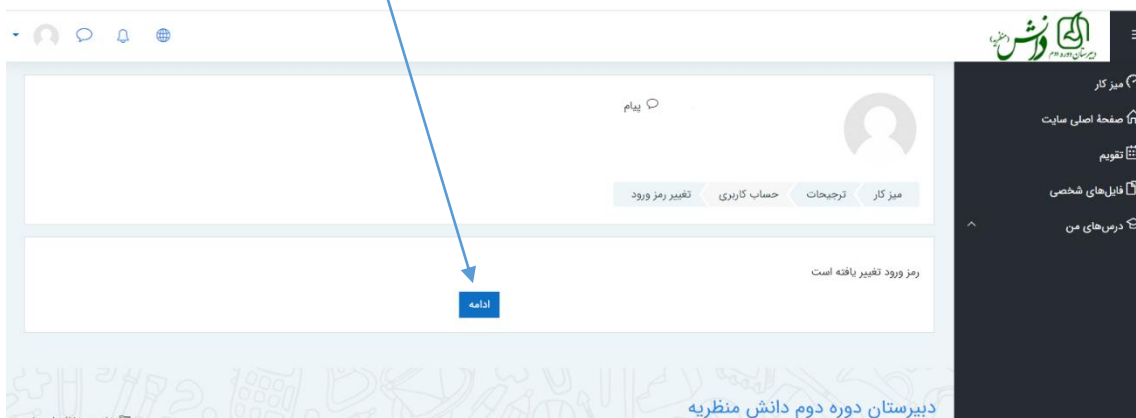 دانش (منظریه)
دبیرستان دوره دوم
میز کار
صفحهٔ اصلی سایت
تقویم
فایل‌های شخصی
درس‌های من
پیام
میز کار
ترجیحات
حساب کاربری
تغییر رمز ورود
رمز ورود تغییر یافته است
ادامه
دبیرستان دوره دوم دانش منظریه